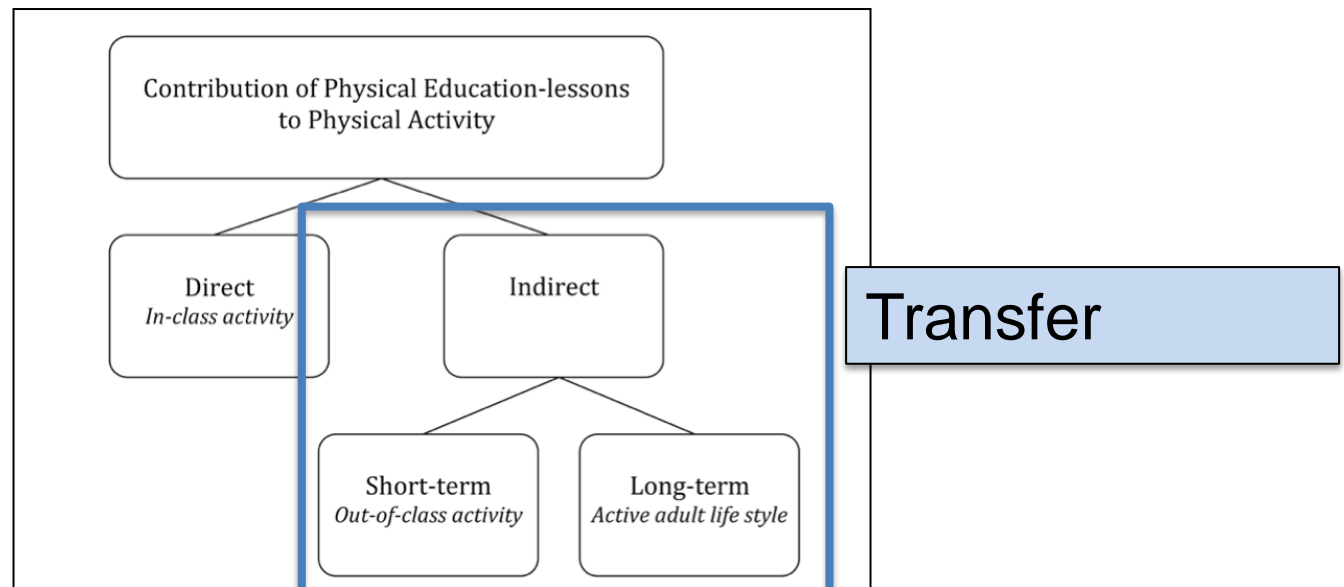 Contribution of Physical Education-lessons
to Physical Activity
Direct
In-class activity
Indirect
Transfer
Short-term
Out-of-class activity
Long-term
Active adult life style